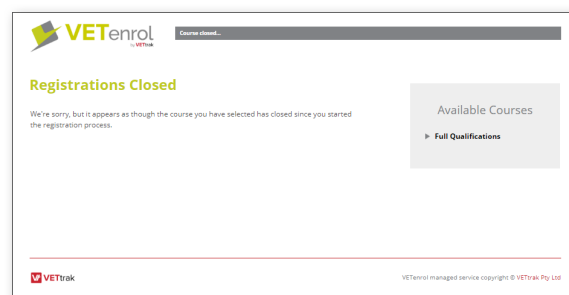 VETenrol
by VETtrak
Course closed...
Registrations Closed
We're sorry, but it appears as though the course you have selected has closed since you started
the registration process.
Available Courses
Full Qualifications
VETtrak
VETenrol managed service copyright © VETtrak Pty Ltd